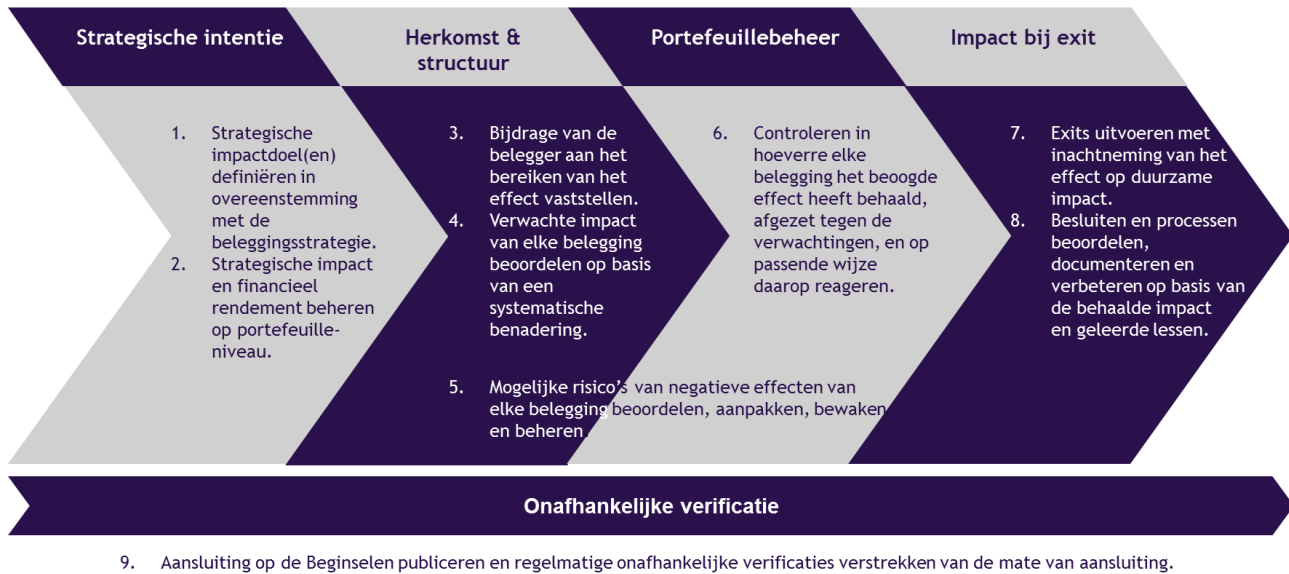 Strategische intentie
Herkomst &
structuur
Portefeuillebeheer
Impact bij exit
1. Strategische
impactdoel(en)
definiëren in
overeenstemming
met de
beleggingsstrategie.
2. Strategische impact
en financieel
rendement beheren
op portefeuille-
niveau.
3. Bijdrage van de
belegger aan het
bereiken van het
effect vaststellen.
4. Verwachte impact
van elke belegging
beoordelen op basis
van een
systematische
benadering.
5. Mogelijke risico's van negatieve effecten van
elke belegging beoordelen, aanpakken, bewaken
en beheren.
6. Controleren in
hoeverre elke
belegging het beoogde
effect heeft behaald,
afgezet tegen de
verwachtingen, en op
passende wijze
daarop reageren.
7. Exits uitvoeren met
inachtneming van het
effect op duurzame
impact.
8. Besluiten en processen
beoordelen,
documenteren en
verbeteren op basis van
de behaalde impact
en geleerde lessen.
Onafhankelijke verificatie
9. Aansluiting op de Beginselen publiceren en regelmatige onafhankelijke verificaties verstrekken van de mate van aansluiting.